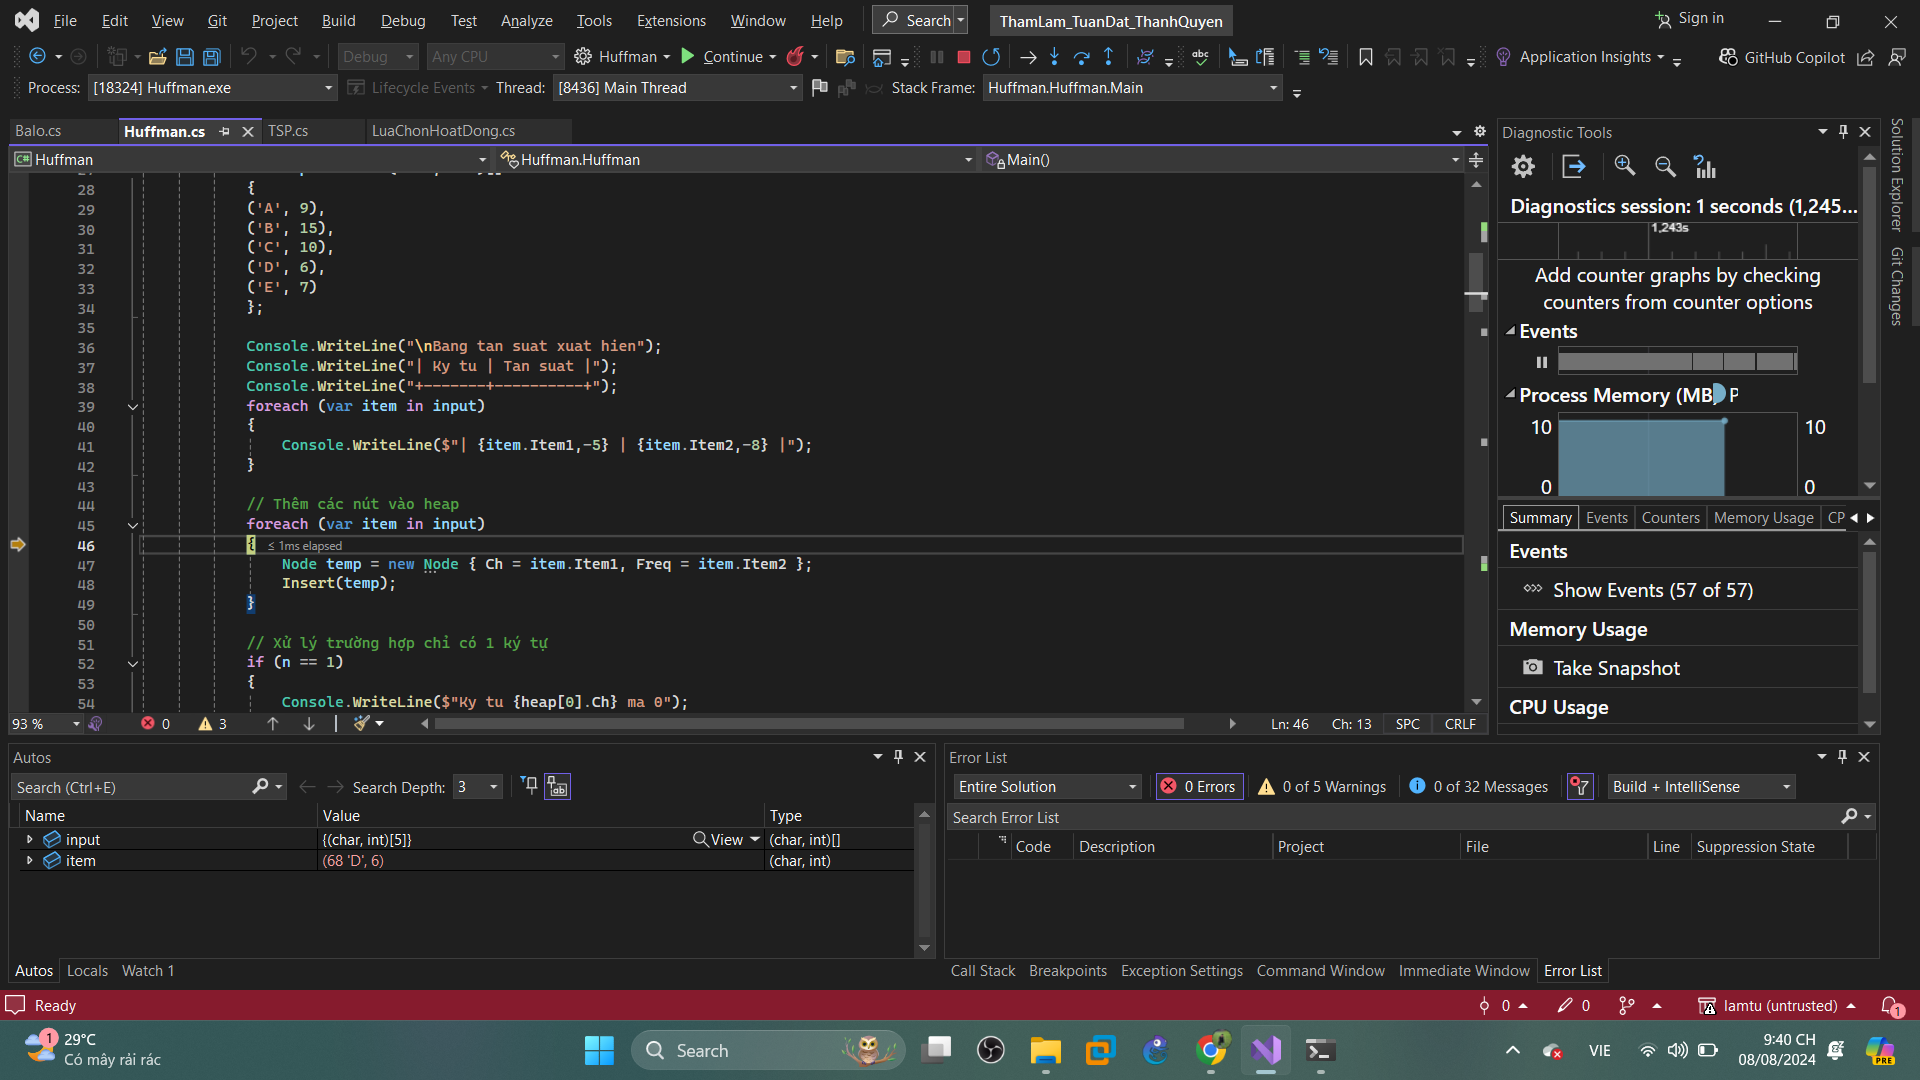 File Edit View Git Project Build Debug Test Analyze Tools Extensions Window Help Search ThamLam_TuanDat_ThanhQuyen Sign in
Debug Any CPU Huffman Continue Application Insights GitHub Copilot
Process: [18324] Huffman.exe Lifecycle Events Thread: [8436] Main Thread Stack Frame: Huffman.Huffman.Main
Balo.cs Huffman.cs TSP.cs LuaChonHoatDong.cs
Huffman Huffman.Huffman Main()
28 {
29 ('A', 9),
30 ('B', 15),
31 ('C', 10),
32 ('D', 6),
33 ('E', 7)
34 };
35
36 Console.WriteLine("\nBang tan suat xuat hien");
37 Console.WriteLine("| Ky tu | Tan suat |");
38 Console.WriteLine("+-------+----------+");
39 foreach (var item in input)
40 {
41 Console.WriteLine($"| {item.Item1,-5} | {item.Item2,-8} |");
42 }
43
44 // Thêm các nút vào heap
45 foreach (var item in input)
46 { ≤ 1ms elapsed
47 Node temp = new Node { Ch = item.Item1, Freq = item.Item2 };
48 Insert(temp);
49 }
50
51 // Xử lý trường hợp chỉ có 1 ký tự
52 if (n == 1)
53 {
54 Console.WriteLine($"Ky tu {heap[0].Ch} ma 0");
93 % 0 3 Ln: 46 Ch: 13 SPC CRLF
Diagnostic Tools
Diagnostics session: 1 seconds (1,245...
1,243s
Add counter graphs by checking
counters from counter options
Events
Process Memory (MB) P
10 10
0 0
Summary Events Counters Memory Usage CP
Events
Show Events (57 of 57)
Memory Usage
Take Snapshot
CPU Usage
Solution Explorer
Git Changes
Autos
Search (Ctrl+E) Search Depth: 3
Name Value Type
input {(char, int)[5]} View (char, int)[]
item (68 'D', 6) (char, int)
Autos Locals Watch 1
Error List
Entire Solution 0 Errors 0 of 5 Warnings 0 of 32 Messages Build + IntelliSense
Search Error List
Code Description Project File Line Suppression State
Call Stack Breakpoints Exception Settings Command Window Immediate Window Error List
Ready 0 0 lamtu (untrusted) 1
1 29°C
Có mây rải rác
Search
VIE
9:40 CH
08/08/2024
PRE